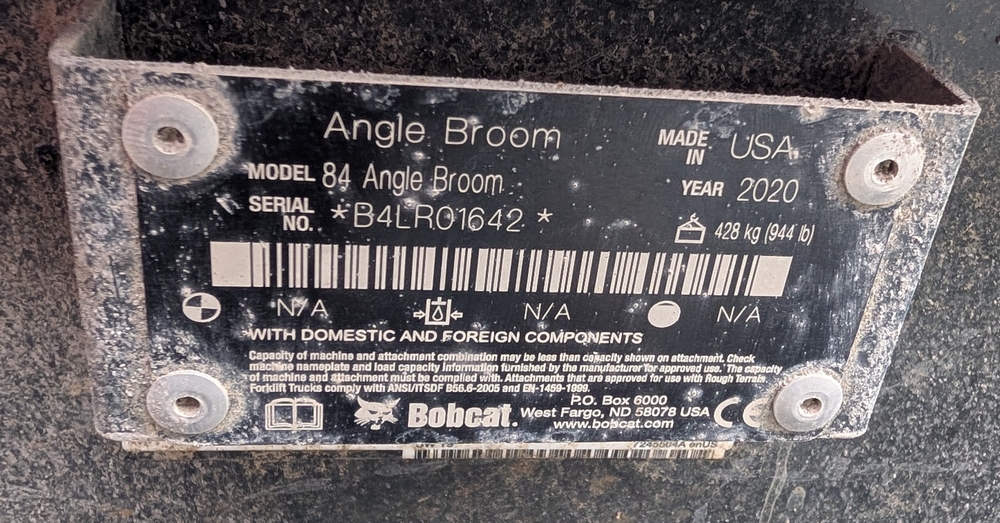 Angle Broom
MADE IN USA
MODEL 84 Angle Broom
YEAR 2020
SERIAL NO. *B4LR01642*
428 kg (944 lb)
N/A N/A N/A
WITH DOMESTIC AND FOREIGN COMPONENTS
Capacity of machine and attachment combination may be less than capacity shown on attachment. Check
machine nameplate and load capacity information furnished by the manufacturer for approved use. The capacity
of machine and attachment must be complied with. Attachments that are approved for use with Rough Terrain
Forklift Trucks comply with ANSI/ITSDF B56.6-2005 and EN-1459-1999.
Bobcat.
P.O. Box 6000
West Fargo, ND 58078 USA
www.bobcat.com
CE
enUS